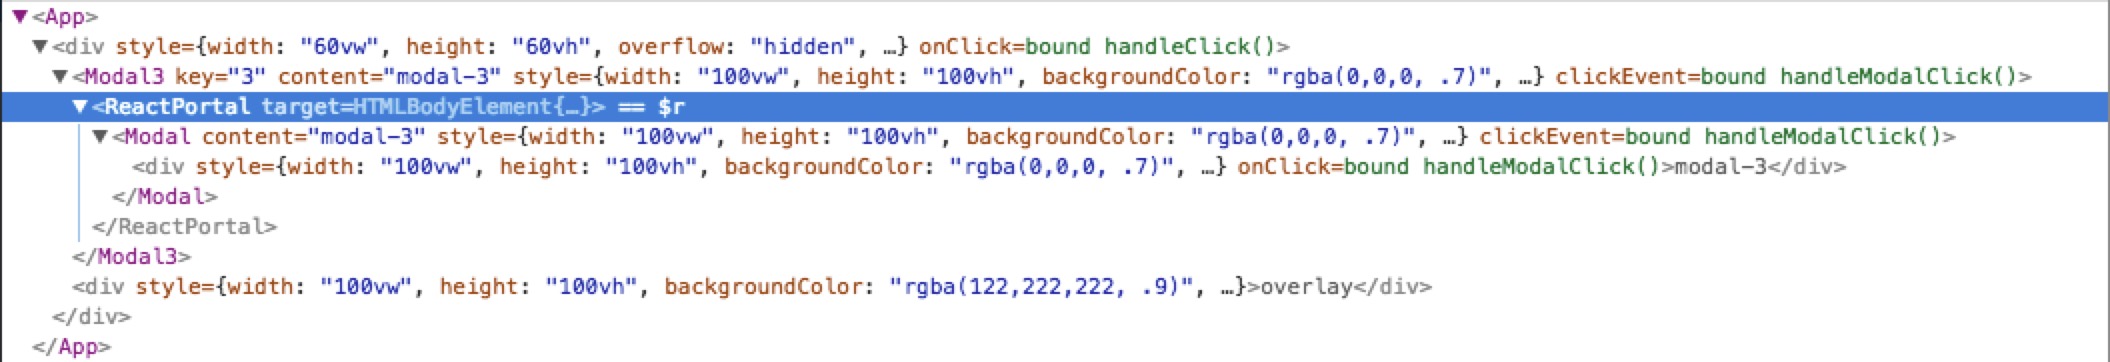 ▼<App>
▼<div style={width: "60vw", height: "60vh", overflow: "hidden", …} onClick=bound handleClick()>
▼<Modal3 key="3" content="modal-3" style={width: "100vw", height: "100vh", backgroundColor: "rgba(0,0,0, .7)", …} clickEvent=bound handleModalClick()>
▼<ReactPortal target=HTMLBodyElement{…}> == $r
▼<Modal content="modal-3" style={width: "100vw", height: "100vh", backgroundColor: "rgba(0,0,0, .7)", …} clickEvent=bound handleModalClick()>
<div style={width: "100vw", height: "100vh", backgroundColor: "rgba(0,0,0, .7)", …} onClick=bound handleModalClick()>modal-3</div>
</Modal>
</ReactPortal>
</Modal3>
<div style={width: "100vw", height: "100vh", backgroundColor: "rgba(122,222,222, .9)", …}>overlay</div>
</div>
</App>